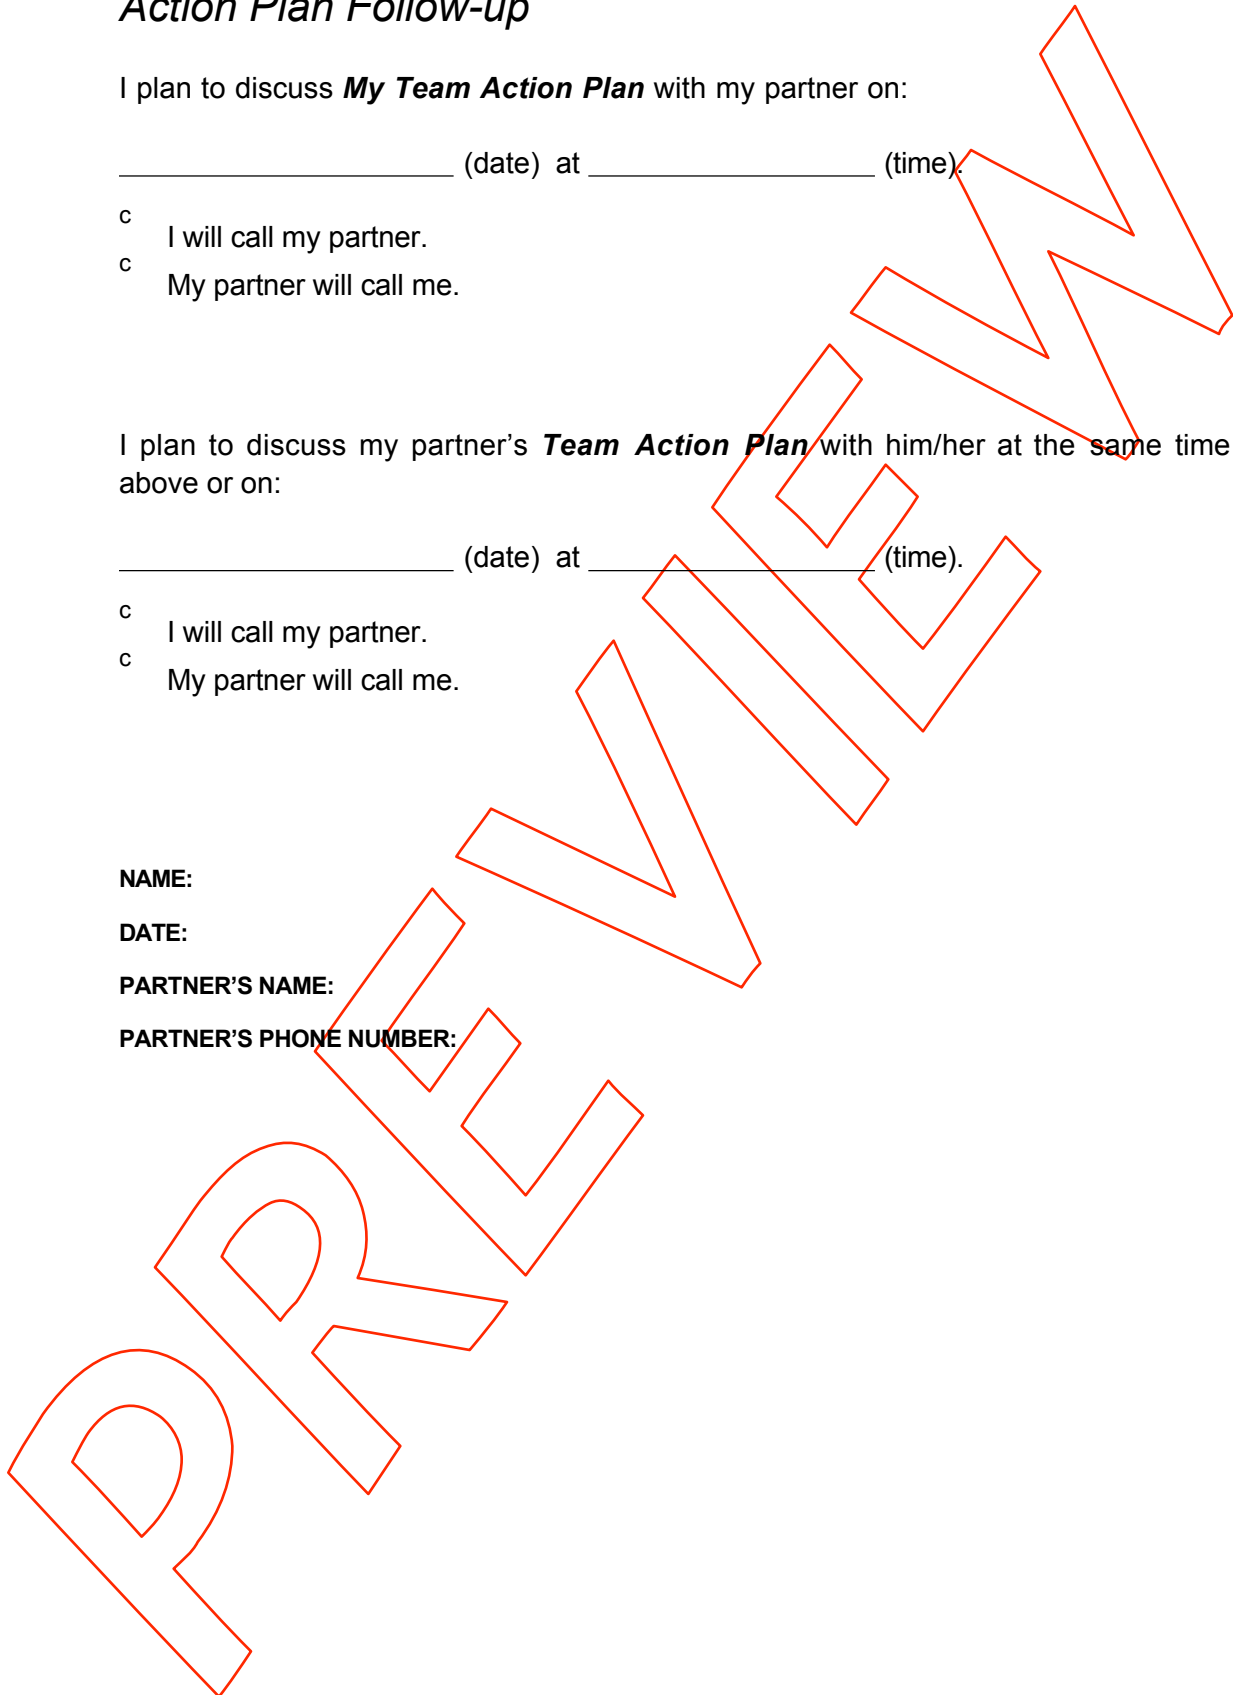 Action Plan Follow-up
I plan to discuss My Team Action Plan with my partner on:
_____________________ (date) at __________________ (time).
c
I will call my partner.
c
My partner will call me.
I plan to discuss my partner’s Team Action Plan with him/her at the same time
above or on:
_____________________ (date) at __________________ (time).
c
I will call my partner.
c
My partner will call me.
NAME:
DATE:
PARTNER’S NAME:
PARTNER’S PHONE NUMBER:
PREVIEW